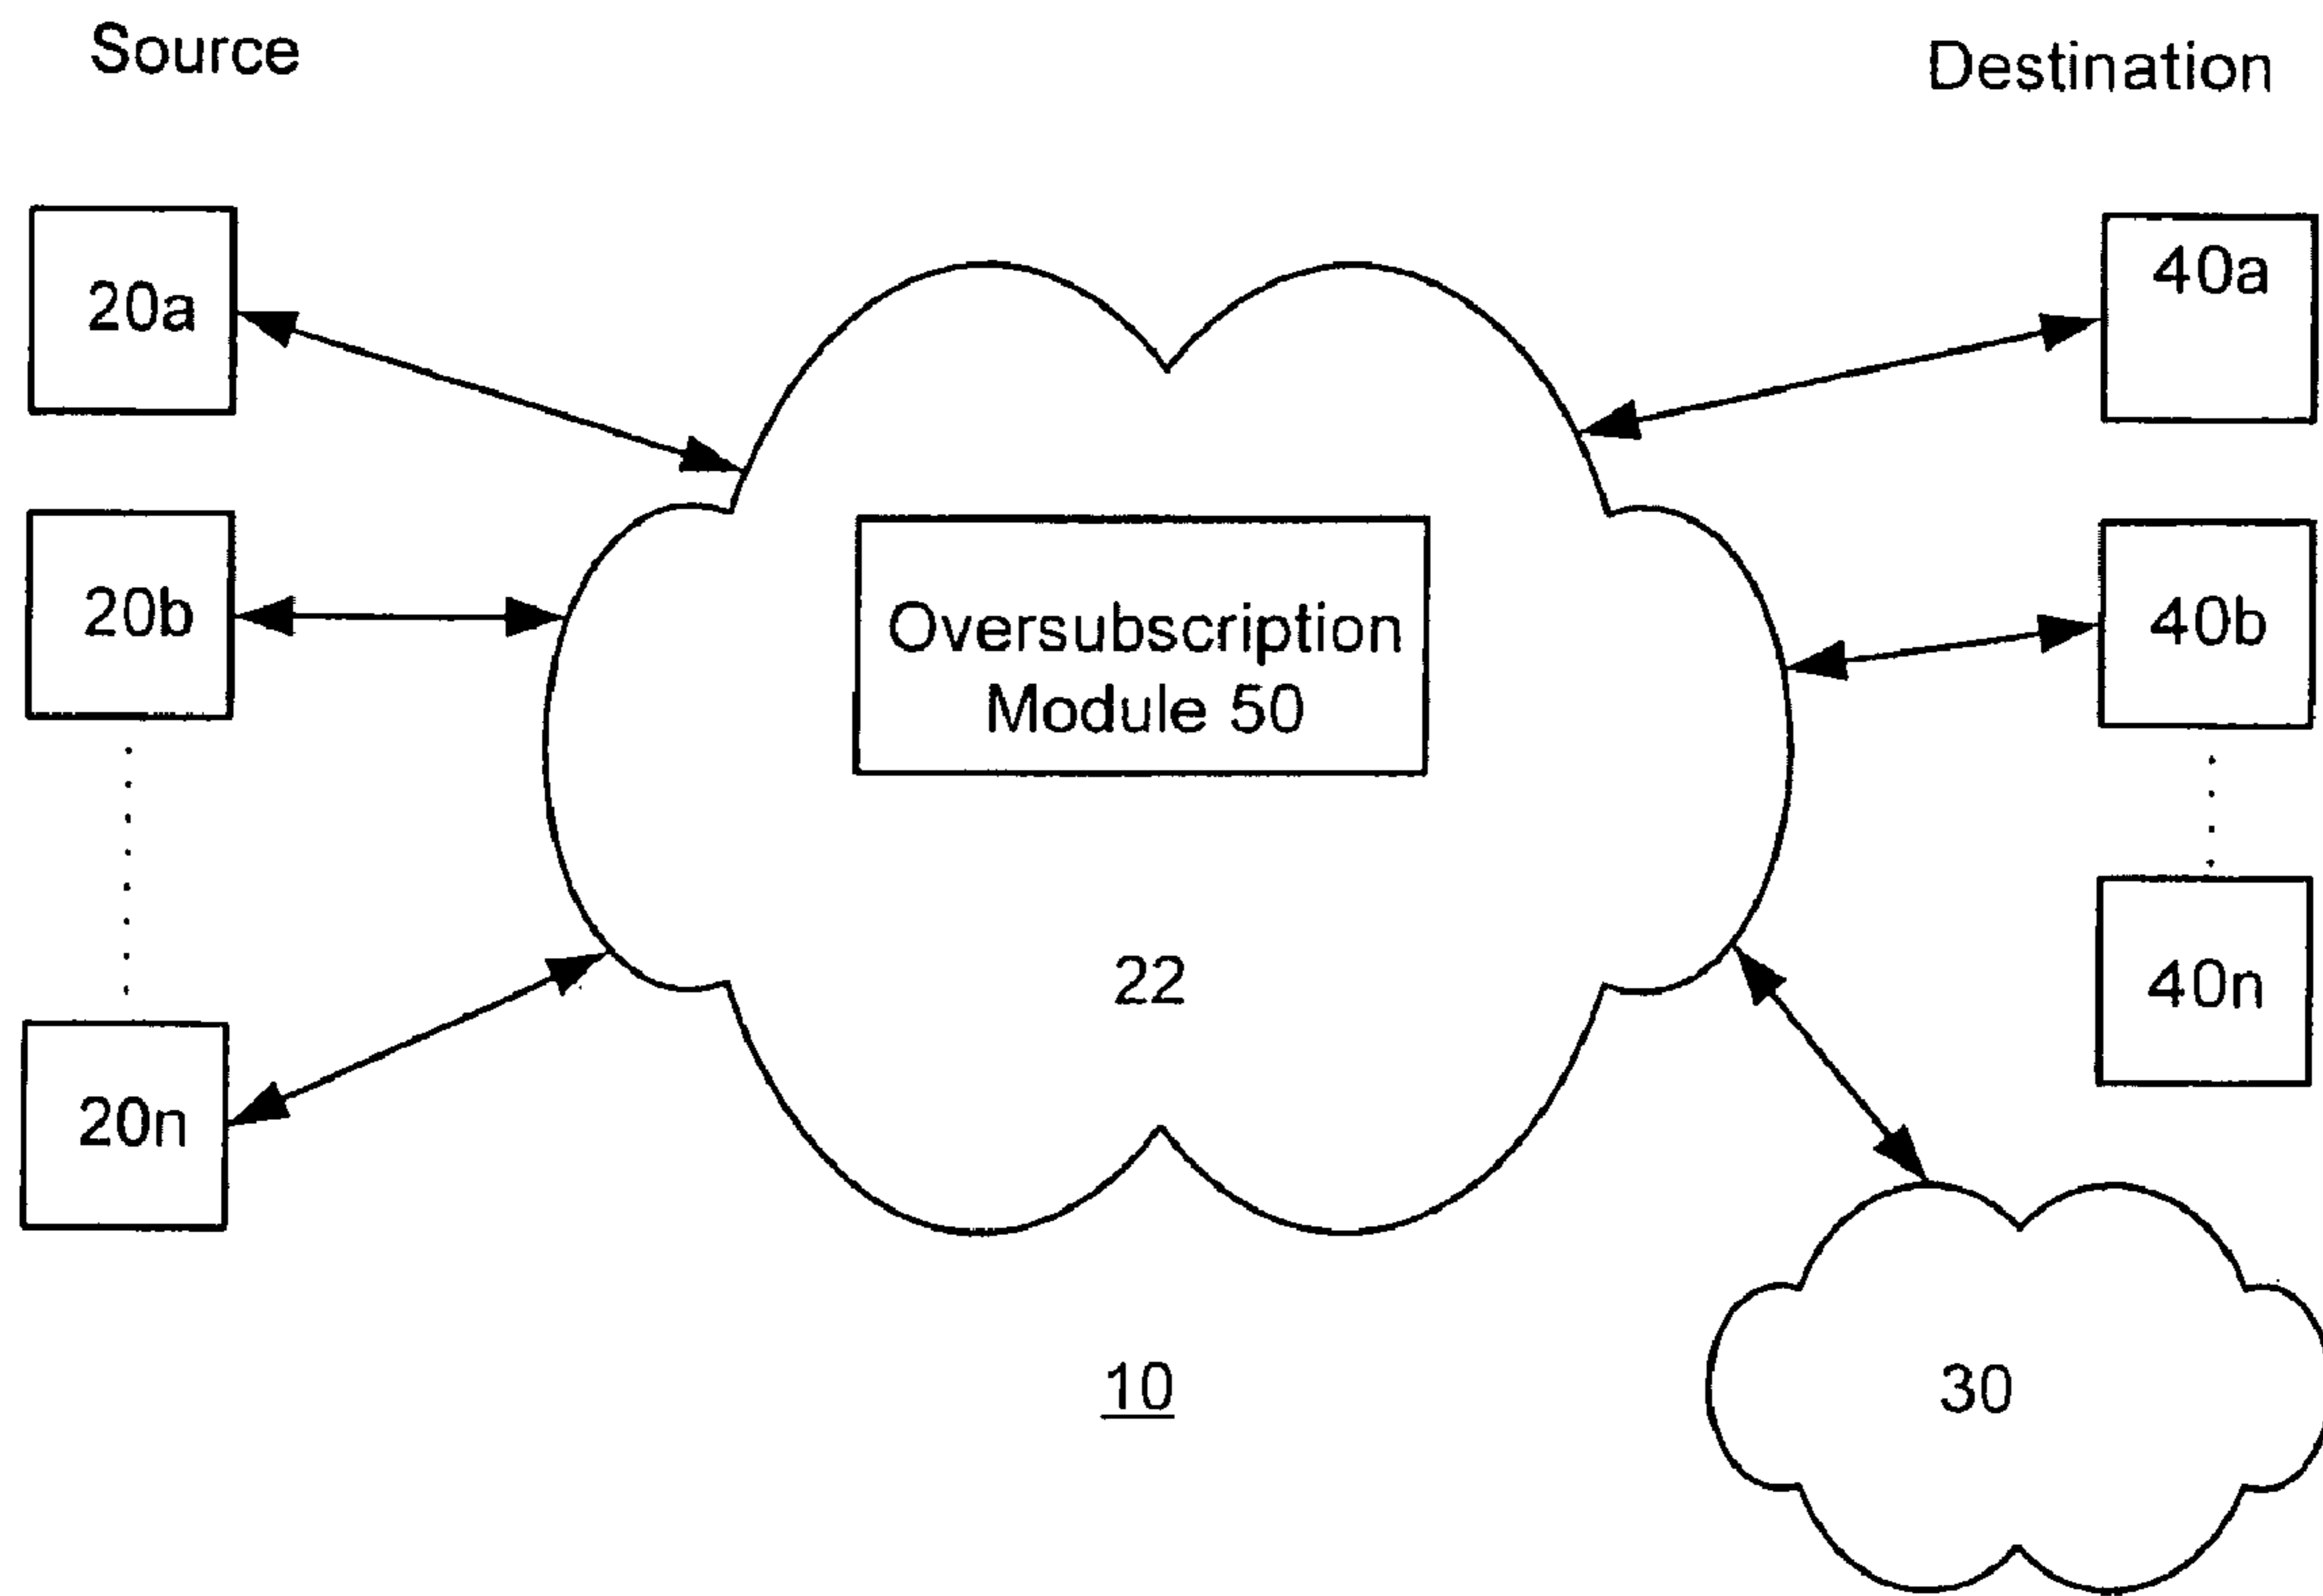 Source
Destination
20a
40a
20b
40b
Oversubscription
Module 50
22
40n
20n
10
30